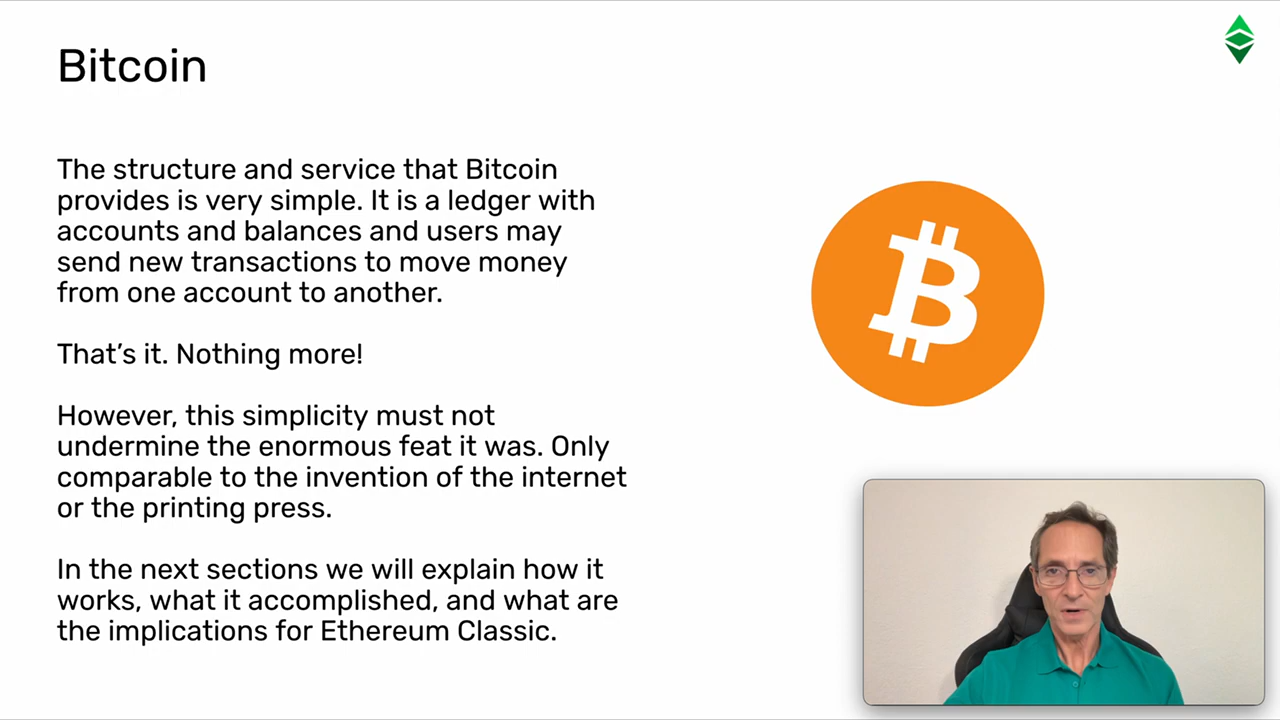 Bitcoin
The structure and service that Bitcoin
provides is very simple. It is a ledger with
accounts and balances and users may
send new transactions to move money
from one account to another.
That’s it. Nothing more!
However, this simplicity must not
undermine the enormous feat it was. Only
comparable to the invention of the internet
or the printing press.
In the next sections we will explain how it
works, what it accomplished, and what are
the implications for Ethereum Classic.